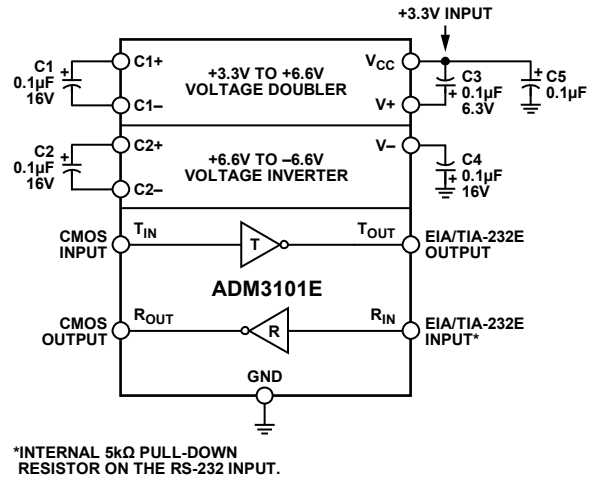 +3.3V INPUT
C1
0.1µF
16V
+
C1+
C1–
+3.3V TO +6.6V
VOLTAGE DOUBLER
VCC
V+
+
C3
0.1µF
6.3V
+
C5
0.1µF
C2
0.1µF
16V
+
C2+
C2–
+6.6V TO –6.6V
VOLTAGE INVERTER
V–
C4
+
0.1µF
16V
CMOS
INPUT
TIN
T
TOUT
EIA/TIA-232E
OUTPUT
ADM3101E
CMOS
OUTPUT
ROUT
R
RIN
EIA/TIA-232E
INPUT*
GND
*INTERNAL 5kΩ PULL-DOWN
RESISTOR ON THE RS-232 INPUT.